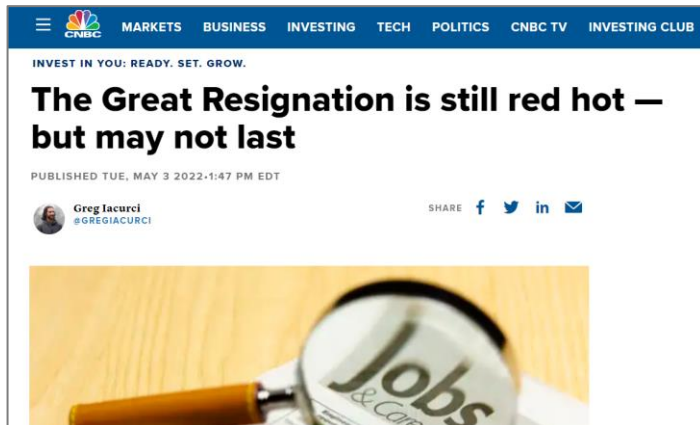 CNBC MARKETS BUSINESS INVESTING TECH POLITICS CNBC TV INVESTING CLUB
INVEST IN YOU: READY. SET. GROW.
The Great Resignation is still red hot —
but may not last
PUBLISHED TUE, MAY 3 2022•1:47 PM EDT
Greg Iacurci
@GREGIACURCI
SHARE
Jobs